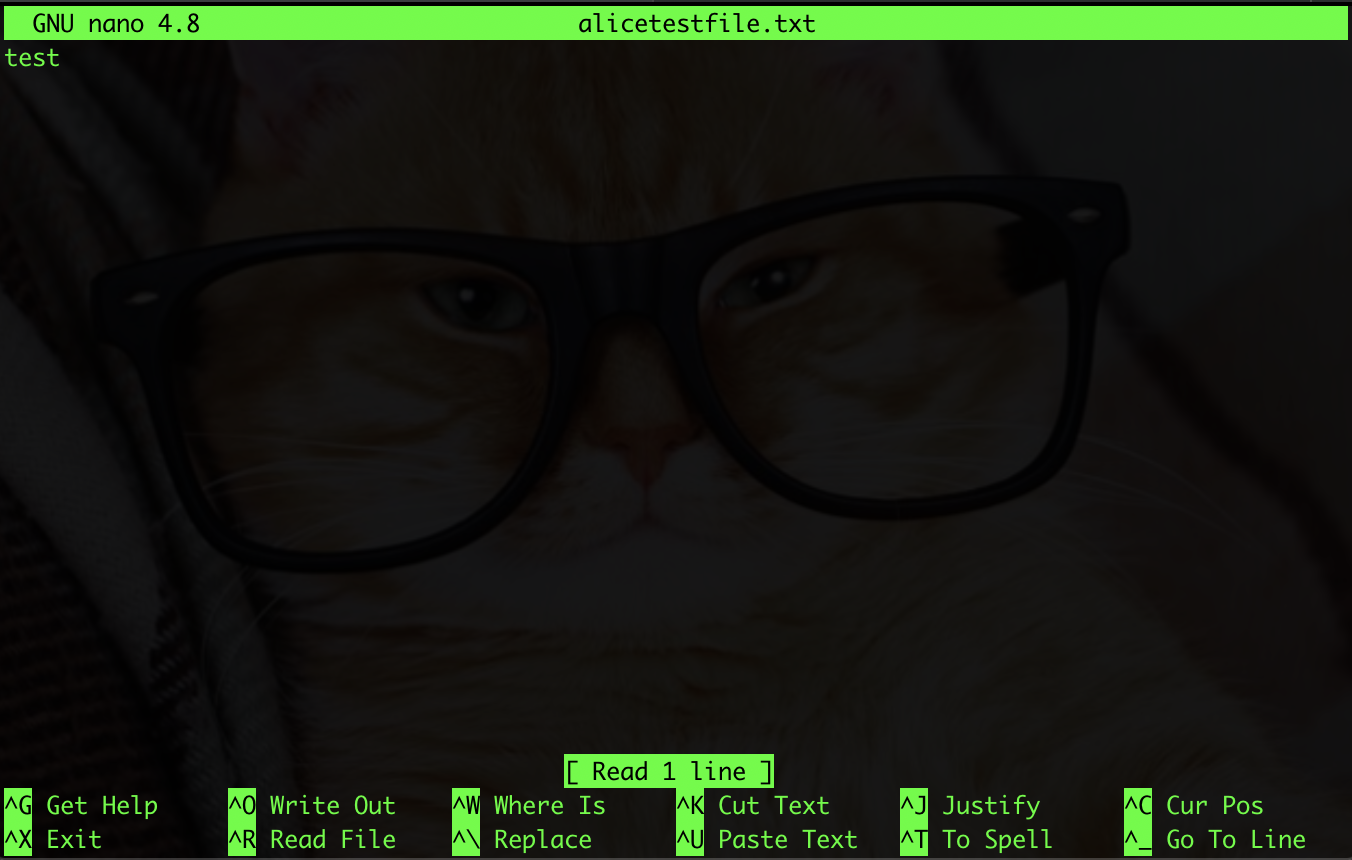 GNU nano 4.8 alicetestfile.txt
test
[ Read 1 line ]
^G Get Help ^O Write Out ^W Where Is ^K Cut Text ^J Justify ^C Cur Pos
^X Exit ^R Read File ^\ Replace ^U Paste Text ^T To Spell ^_ Go To Line